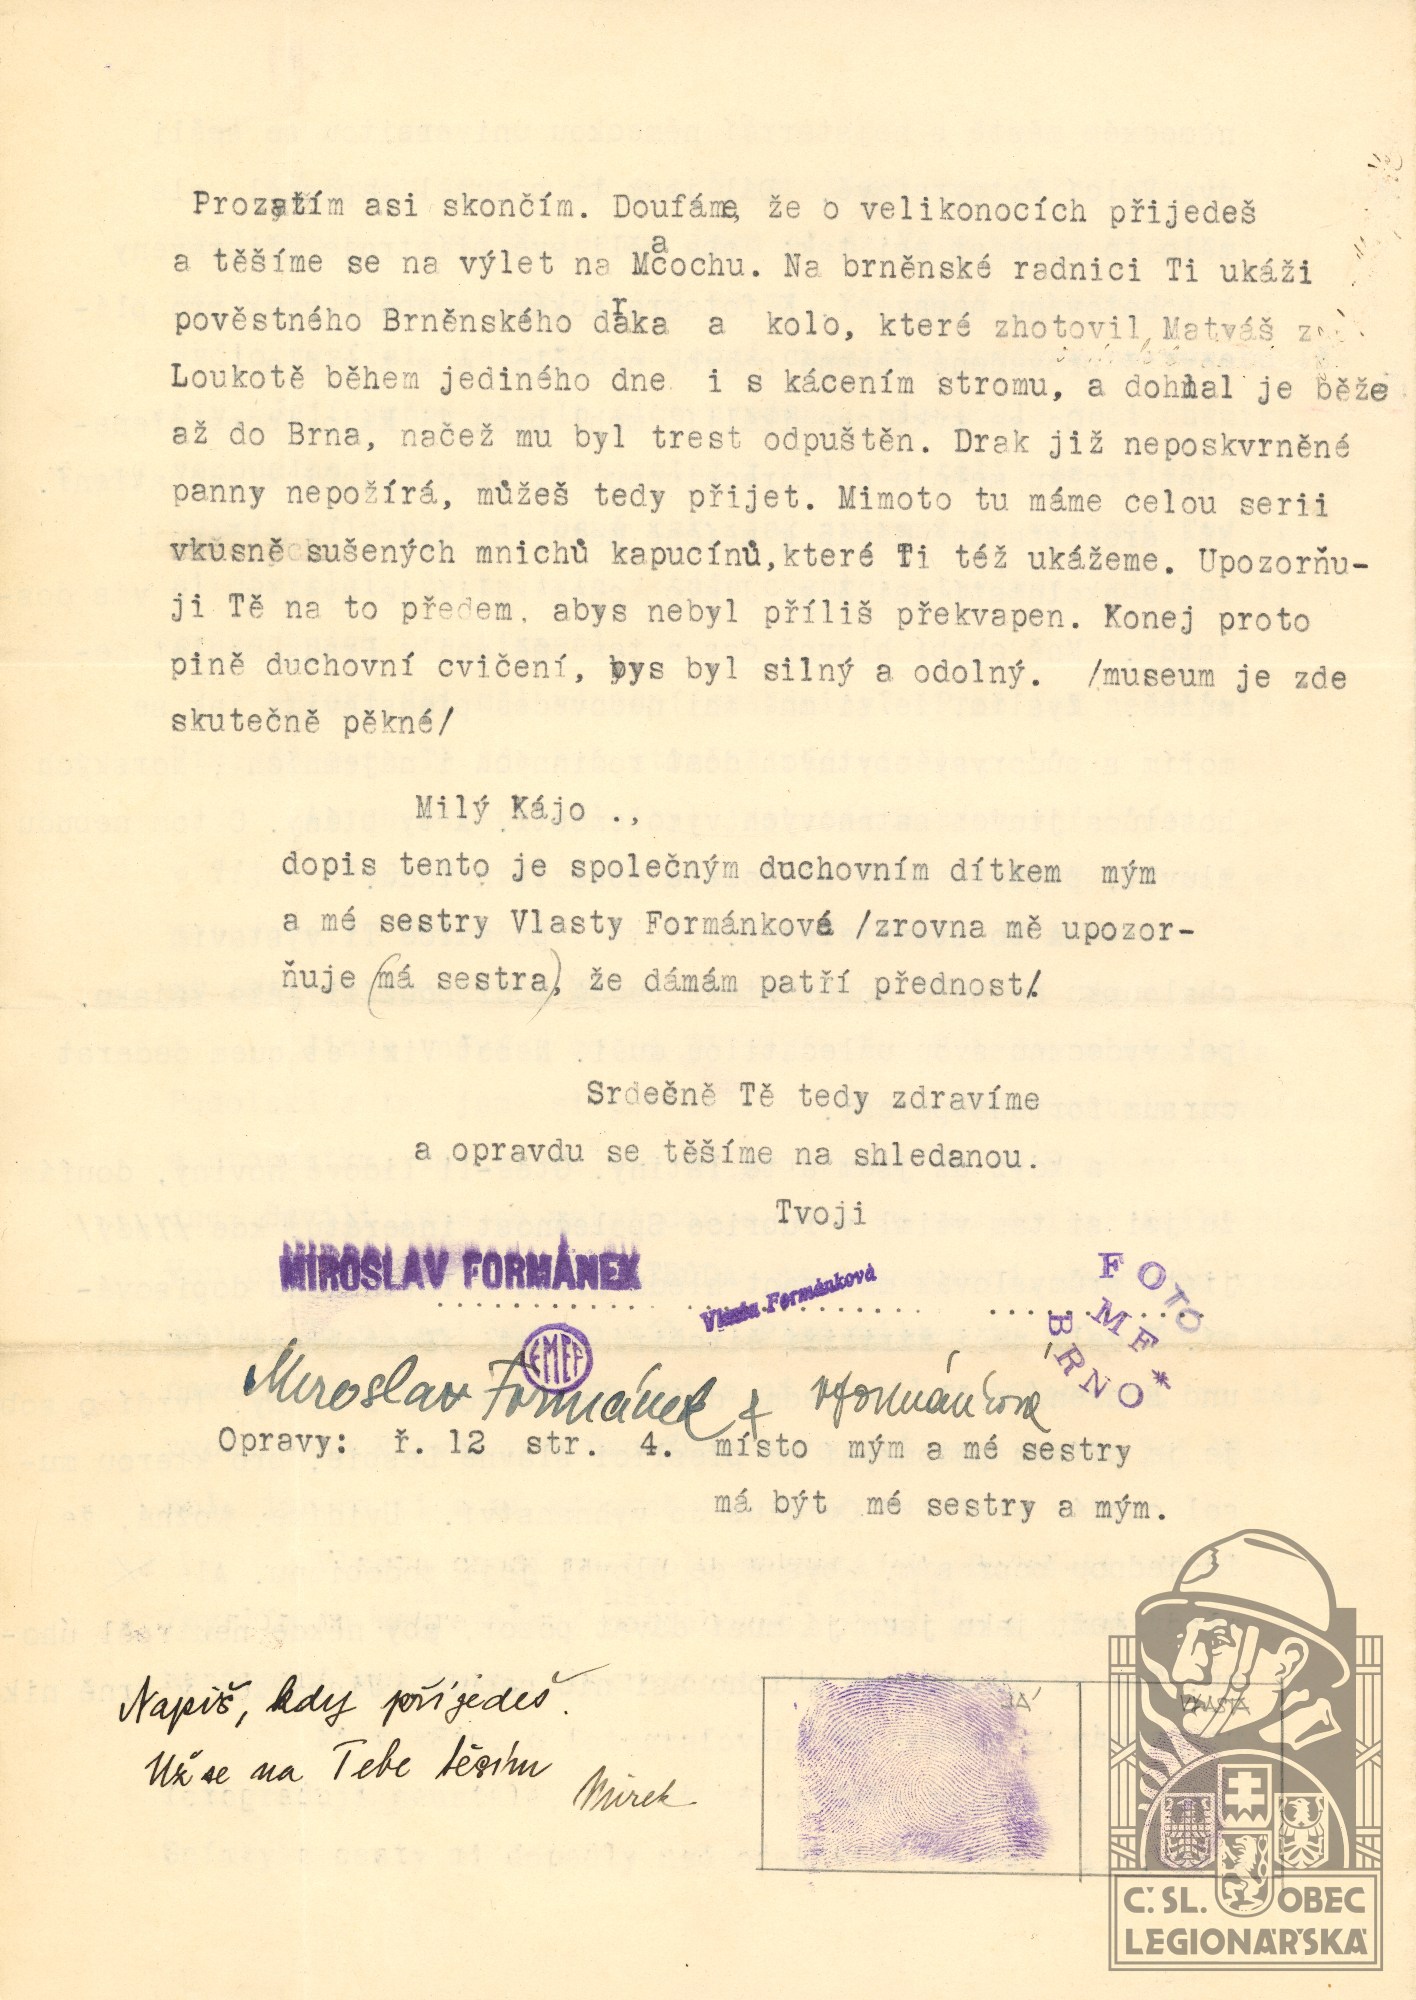 Prozatím asi skončím. Doufáme, že o velikonocích přijedeš
a těšíme se na výlet na Macochu. Na brněnské radnici Ti ukáži
pověstného Brněnského draka a kolo, které zhotovil Matyáš z
Loukotě během jediného dne i s kácením stromu, a dohnal je běže
až do Brna, načež mu byl trest odpuštěn. Drak již neposkvrněné
panny nepožírá, můžeš tedy přijet. Mimoto tu máme celou serii
vkusně sušených mnichů kapucínů,které Ti též ukážeme. Upozorňu-
ji Tě na to předem, abys nebyl příliš překvapen. Konej proto
pině duchovní cvičení, bys byl silný a odolný. /museum je zde
skutečně pěkné/
Milý Kájo .,
dopis tento je společným duchovním dítkem mým
a mé sestry Vlasty Formánkové /zrovna mě upozor-
ňuje (má sestra), že dámám patří přednost/.
Srdečně Tě tedy zdravíme
a opravdu se těšíme na shledanou.
Tvoji
MIROSLAV FORMÁNEK
Vlasta Formánková
FOTO
MF*
BRNO
EMEF
Miroslav Formánek + VFormánková
Opravy: ř. 12 str. 4. místo mým a mé sestry
má být mé sestry a mým.
Napiš, kdy přijedeš.
Už se na Tebe těším
Mirek
JÁ
VLASTA
Č.SL. OBEC
LEGIONÁŘSKÁ